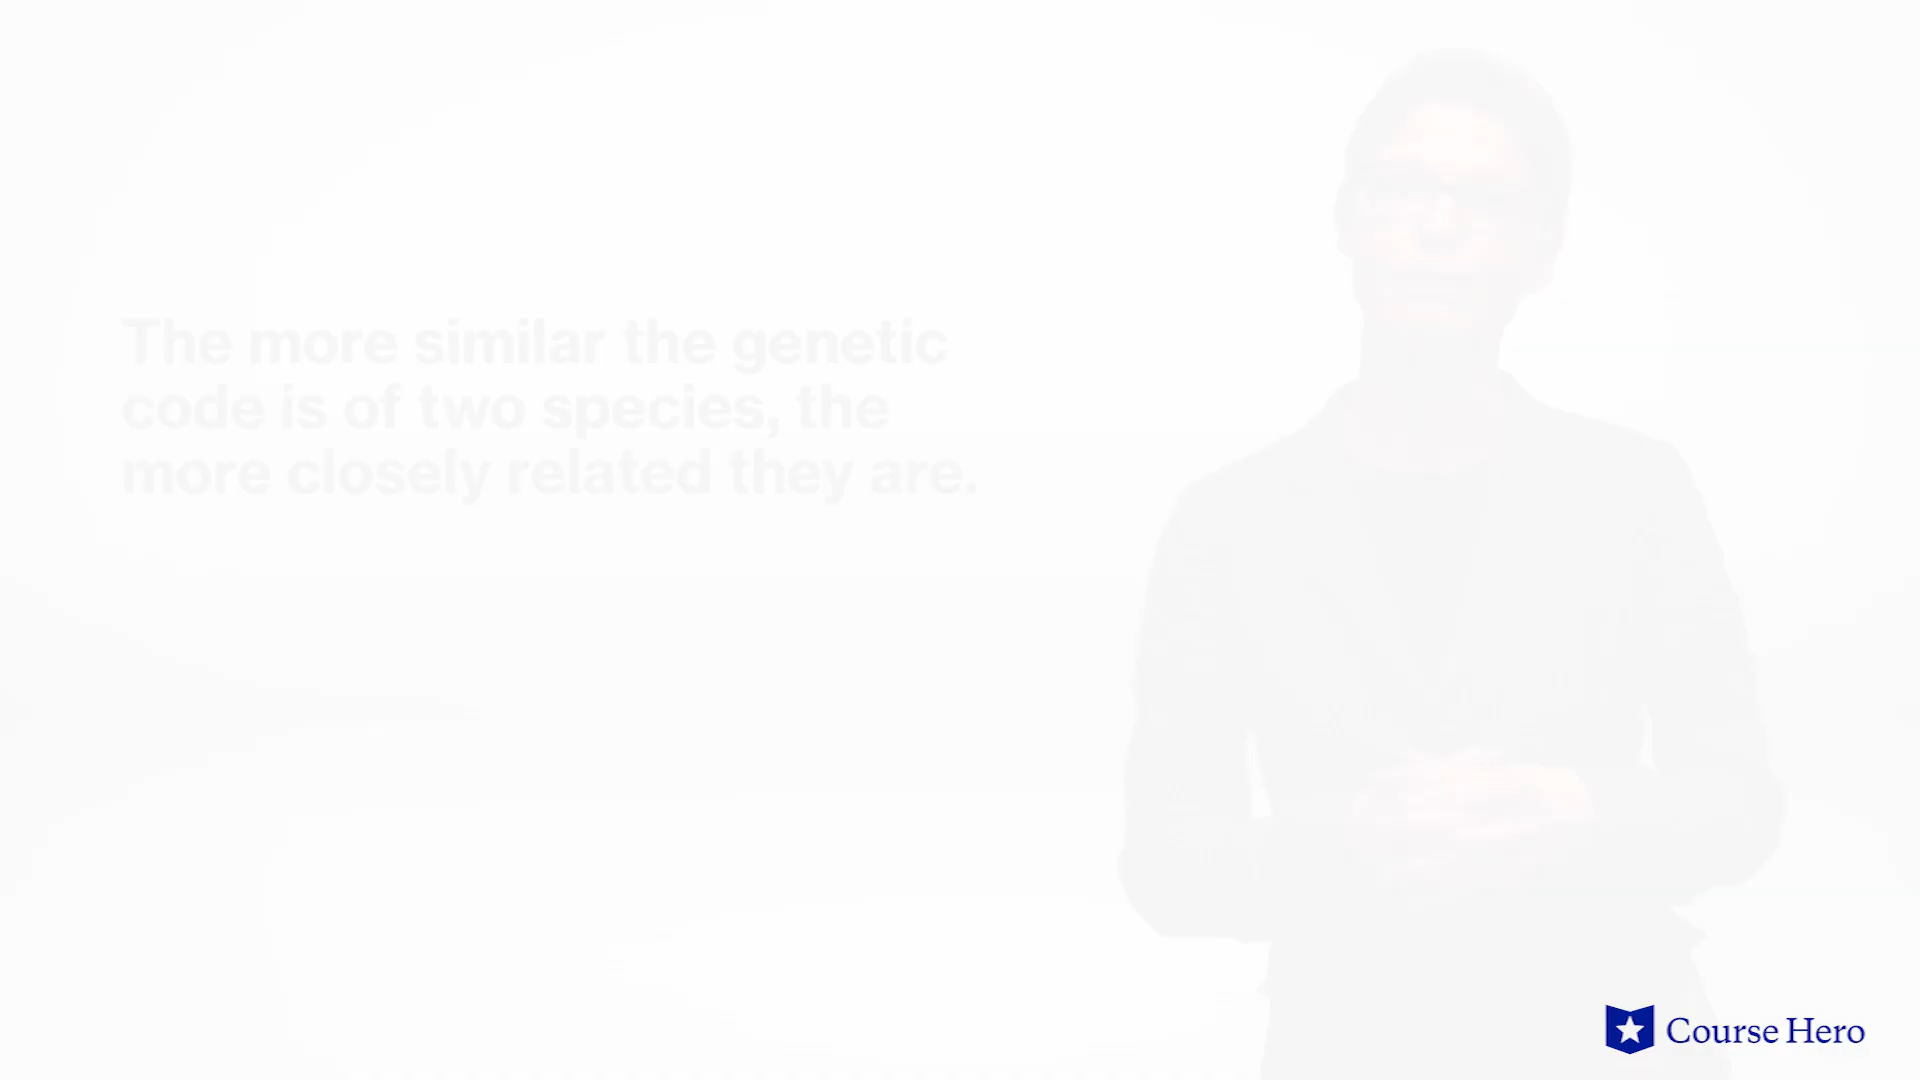 The more similar the genetic
code is of two species, the
more closely related they are.
Course Hero